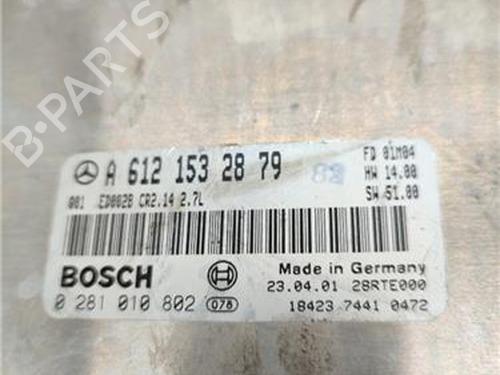 A 612 153 28 79
FD 01M04
HW 14.00
SW 51.00
001 ED002B CR2.14 2.7L
BOSCH
Made in Germany
0 281 010 802 078
23.04.01 28RTE000
18423 7441 0472
B-PARTS